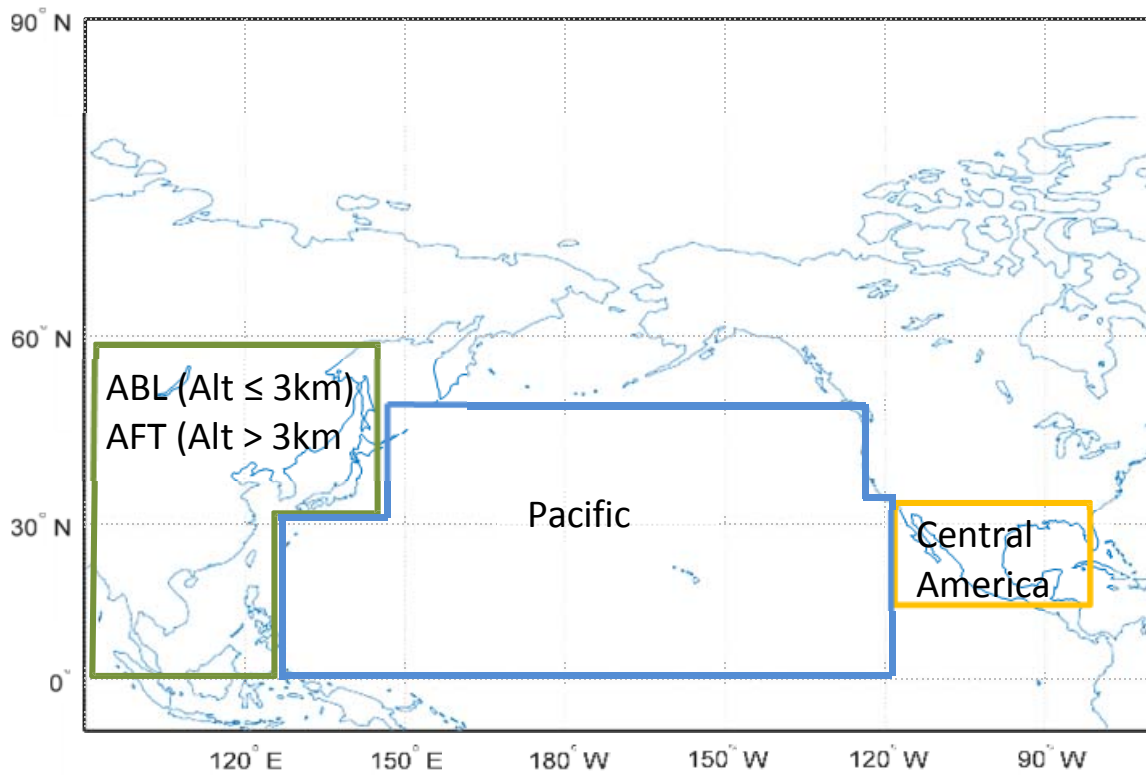 90° N
60° N
ABL (Alt ≤ 3km)
AFT (Alt > 3km
30° N
Pacific
Central
America
0°
120° E
150° E
180° W
150° W
120° W
90° W